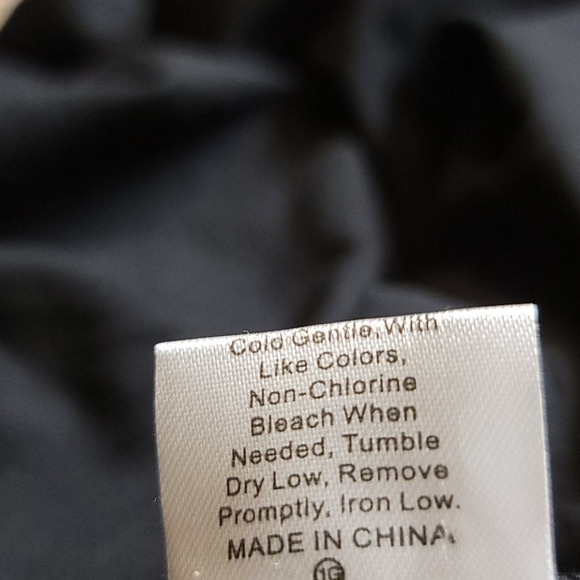 Cold Gentle With
Like Colors,
Non-Chlorine
Bleach When
Needed, Tumble
Dry Low, Remove
Promptly, Iron Low.
MADE IN CHINA.